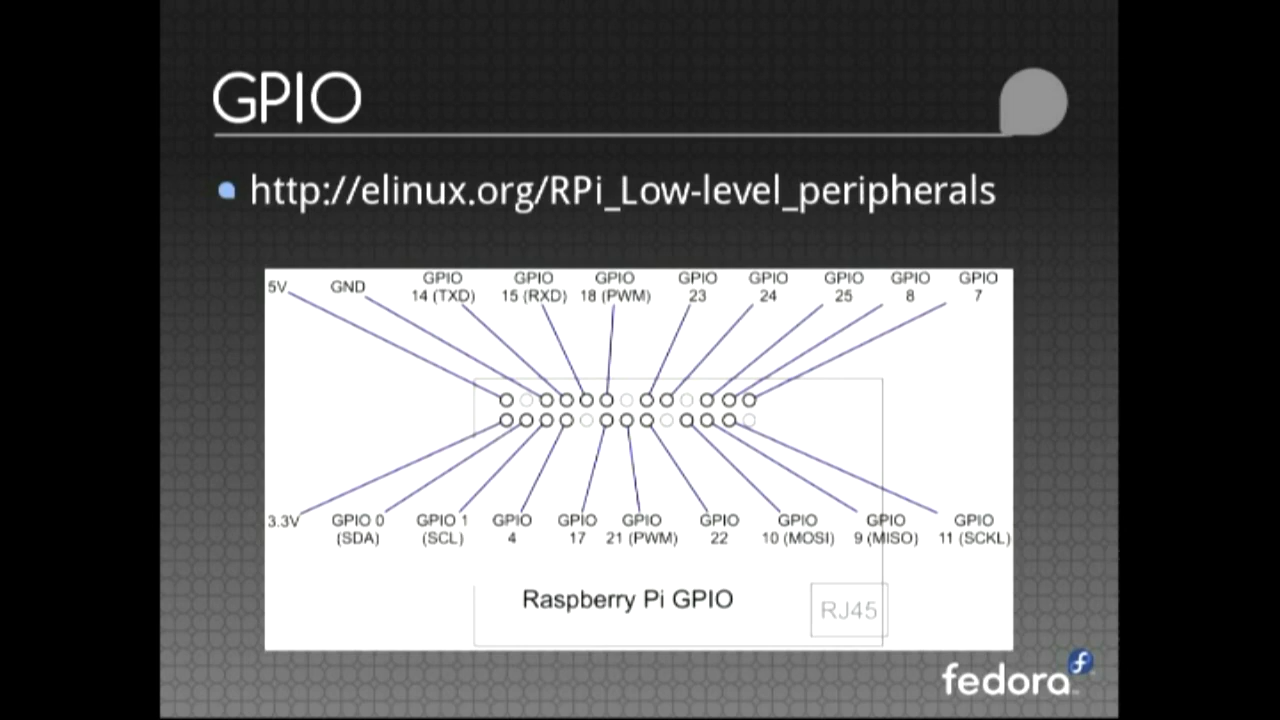 GPIO
http://elinux.org/RPi_Low-level_peripherals
5V
GND
GPIO
14 (TXD)
GPIO
15 (RXD)
GPIO
18 (PWM)
GPIO
23
GPIO
24
GPIO
25
GPIO
8
GPIO
7
3.3V
GPIO 0
(SDA)
GPIO 1
(SCL)
GPIO
4
GPIO
17
GPIO
21 (PWM)
GPIO
22
GPIO
10 (MOSI)
GPIO
9 (MISO)
GPIO
11 (SCKL)
Raspberry Pi GPIO
RJ45
fedora